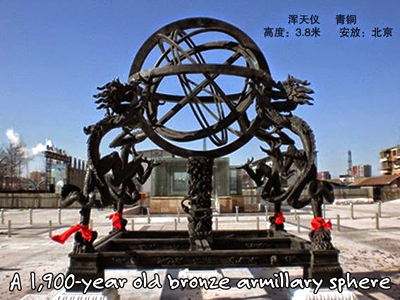 浑天仪 青铜
高度：3.8米 安放：北京
A 1,900-year old bronze armillary sphere